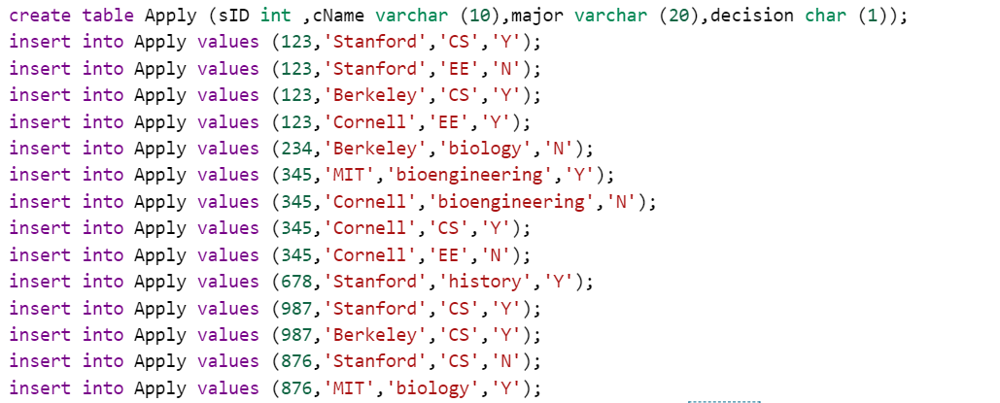 create table Apply (sID int ,cName varchar (10),major varchar (20),decision char (1));
insert into Apply values (123,'Stanford','CS','Y');
insert into Apply values (123,'Stanford','EE','N');
insert into Apply values (123,'Berkeley','CS','Y');
insert into Apply values (123,'Cornell','EE','Y');
insert into Apply values (234,'Berkeley','biology','N');
insert into Apply values (345,'MIT','bioengineering','Y');
insert into Apply values (345,'Cornell','bioengineering','N');
insert into Apply values (345,'Cornell','CS','Y');
insert into Apply values (345,'Cornell','EE','N');
insert into Apply values (678,'Stanford','history','Y');
insert into Apply values (987,'Stanford','CS','Y');
insert into Apply values (987,'Berkeley','CS','Y');
insert into Apply values (876,'Stanford','CS','N');
insert into Apply values (876,'MIT','biology','Y');